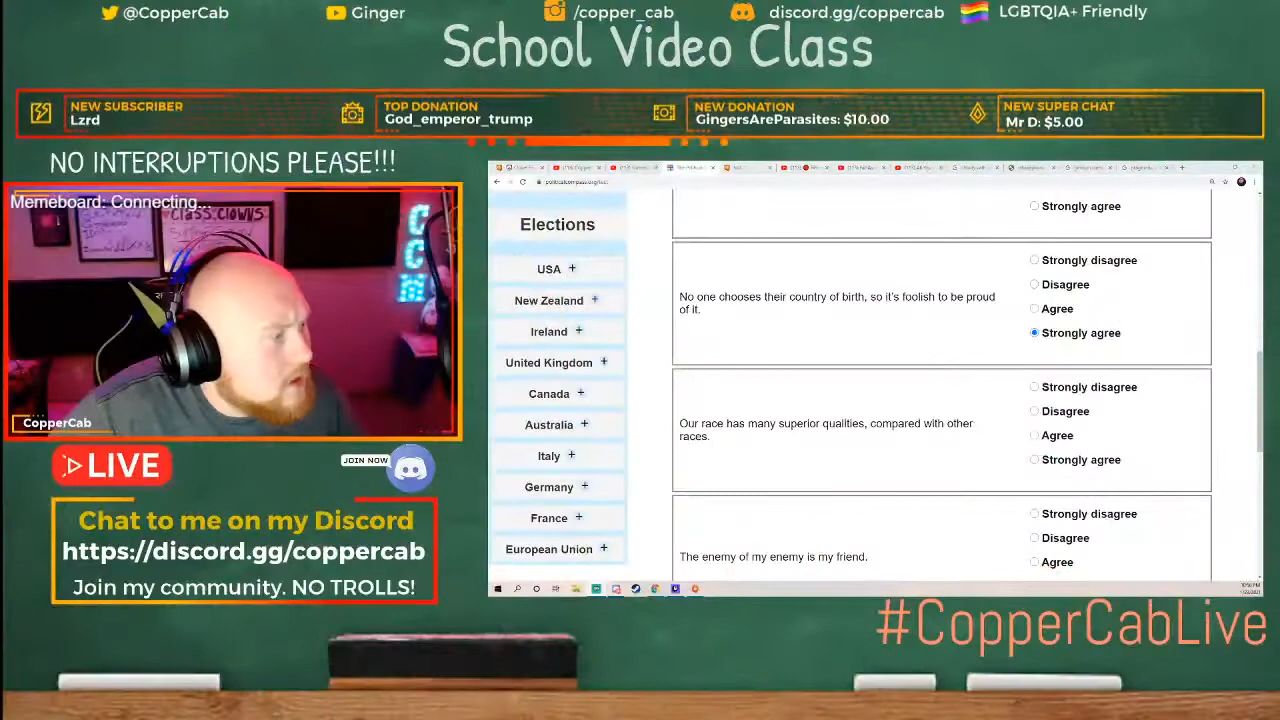 @CopperCab
Ginger
/copper_cab
discord.gg/coppercab
LGBTQIA+ Friendly
School Video Class
NEW SUBSCRIBER
Lzrd
TOP DONATION
God_emperor_trump
NEW DONATION
GingersAreParasites: $10.00
NEW SUPER CHAT
Mr D: $5.00
NO INTERRUPTIONS PLEASE!!!
Memeboard: Connecting...
CLASS.CLOWNS
CCW
CopperCab
LIVE
JOIN NOW
Chat to me on my Discord
https://discord.gg/coppercab
Join my community. NO TROLLS!
Elections
USA +
New Zealand +
Ireland +
United Kingdom +
Canada +
Australia +
Italy +
Germany +
France +
European Union +
Strongly agree
No one chooses their country of birth, so it's foolish to be proud
of it.
Strongly disagree
Disagree
Agree
Strongly agree
Our race has many superior qualities, compared with other
races.
Strongly disagree
Disagree
Agree
Strongly agree
The enemy of my enemy is my friend.
Strongly disagree
Disagree
Agree
#CopperCabLive